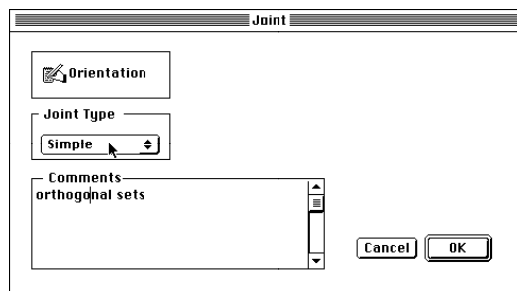 Joint
Orientation
Joint Type
Simple
Comments
orthogonal sets
Cancel
OK